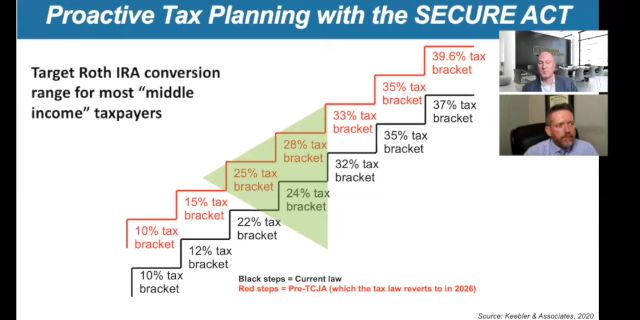 Proactive Tax Planning with the SECURE ACT
Target Roth IRA conversion
range for most “middle
income” taxpayers
39.6% tax
bracket
35% tax
bracket
33% tax
bracket
28% tax
bracket
25% tax
bracket
15% tax
bracket
10% tax
bracket
37% tax
bracket
35% tax
bracket
32% tax
bracket
24% tax
bracket
22% tax
bracket
12% tax
bracket
10% tax
bracket
Black steps = Current law
Red steps = Pre-TCJA (which the tax law reverts to in 2026)
Source: Keebler & Associates, 2020